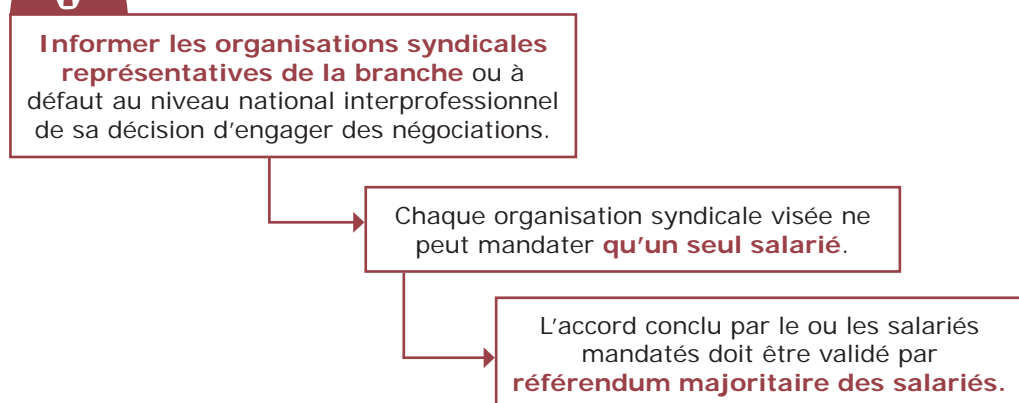 Informer les organisations syndicales
représentatives de la branche ou à
défaut au niveau national interprofessionnel
de sa décision d'engager des négociations.
Chaque organisation syndicale visée ne
peut mandater qu'un seul salarié.
L'accord conclu par le ou les salariés
mandatés doit être validé par
référendum majoritaire des salariés.